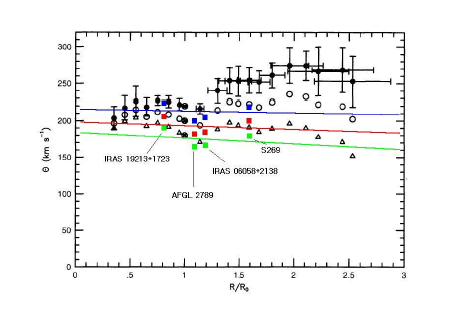 300
250
200
150
100
50
0
Θ (km s⁻¹)
IRAS 19213+1723
AFGL 2789
IRAS 06058+2138
S269
0 .5 1 1.5 2 2.5 3
R/R₀